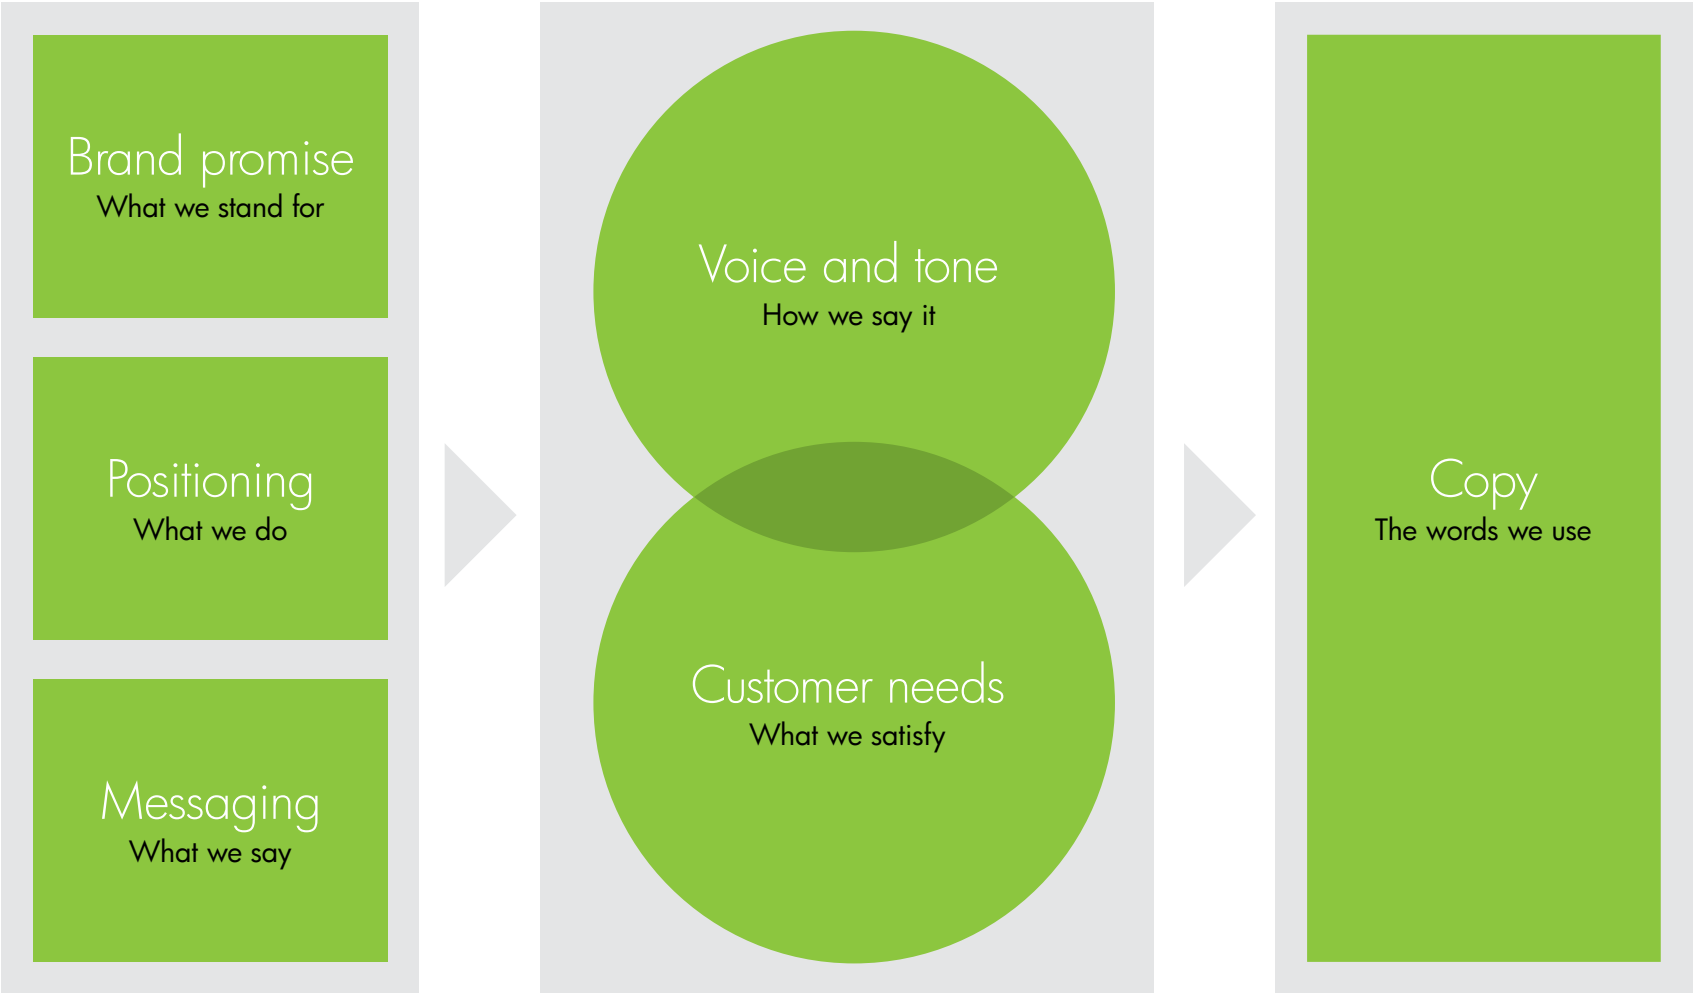 Brand promise
What we stand for
Positioning
What we do
Messaging
What we say
Voice and tone
How we say it
Customer needs
What we satisfy
Copy
The words we use